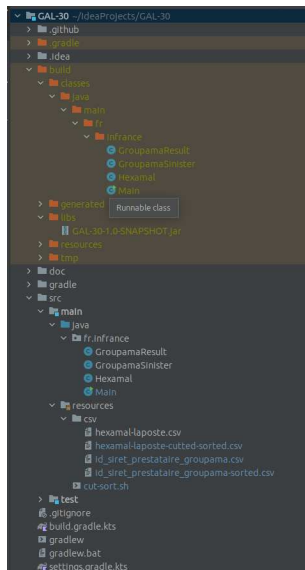 GAL-30 ~/IdeaProjects/GAL-30
.github
.gradle
.idea
build
classes
java
main
fr
infrance
GroupamaResult
GroupamaSinister
Hexamal
Main
generated
Runnable class
libs
GAL-30-1.0-SNAPSHOT.jar
resources
tmp
doc
gradle
src
main
java
fr.infrance
GroupamaResult
GroupamaSinister
Hexamal
Main
resources
csv
hexamal-laposte.csv
hexamal-laposte-cutted-sorted.csv
id_siret_prestataire_groupama.csv
id_siret_prestataire_groupama-sorted.csv
cut-sort.sh
test
.gitignore
build.gradle.kts
gradlew
gradlew.bat
settings.gradle.kts